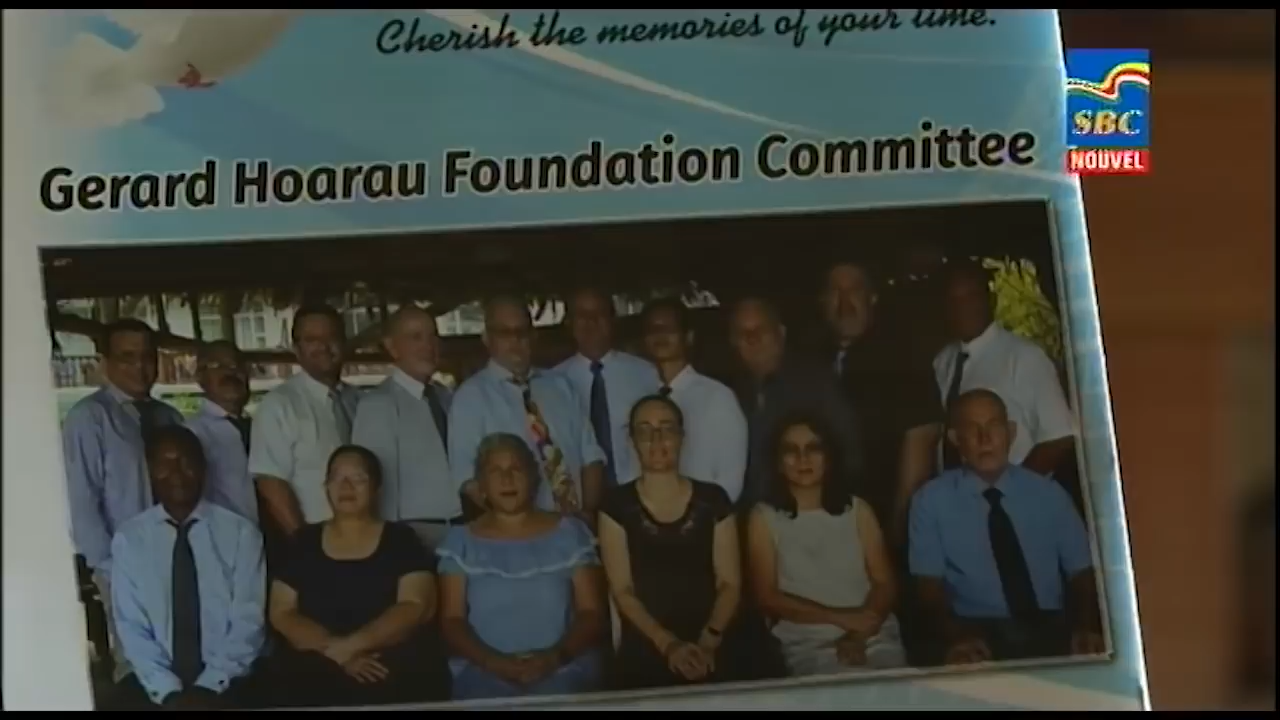 Cherish the memories of your time.
Gerard Hoarau Foundation Committee
SBC
NOUVEL